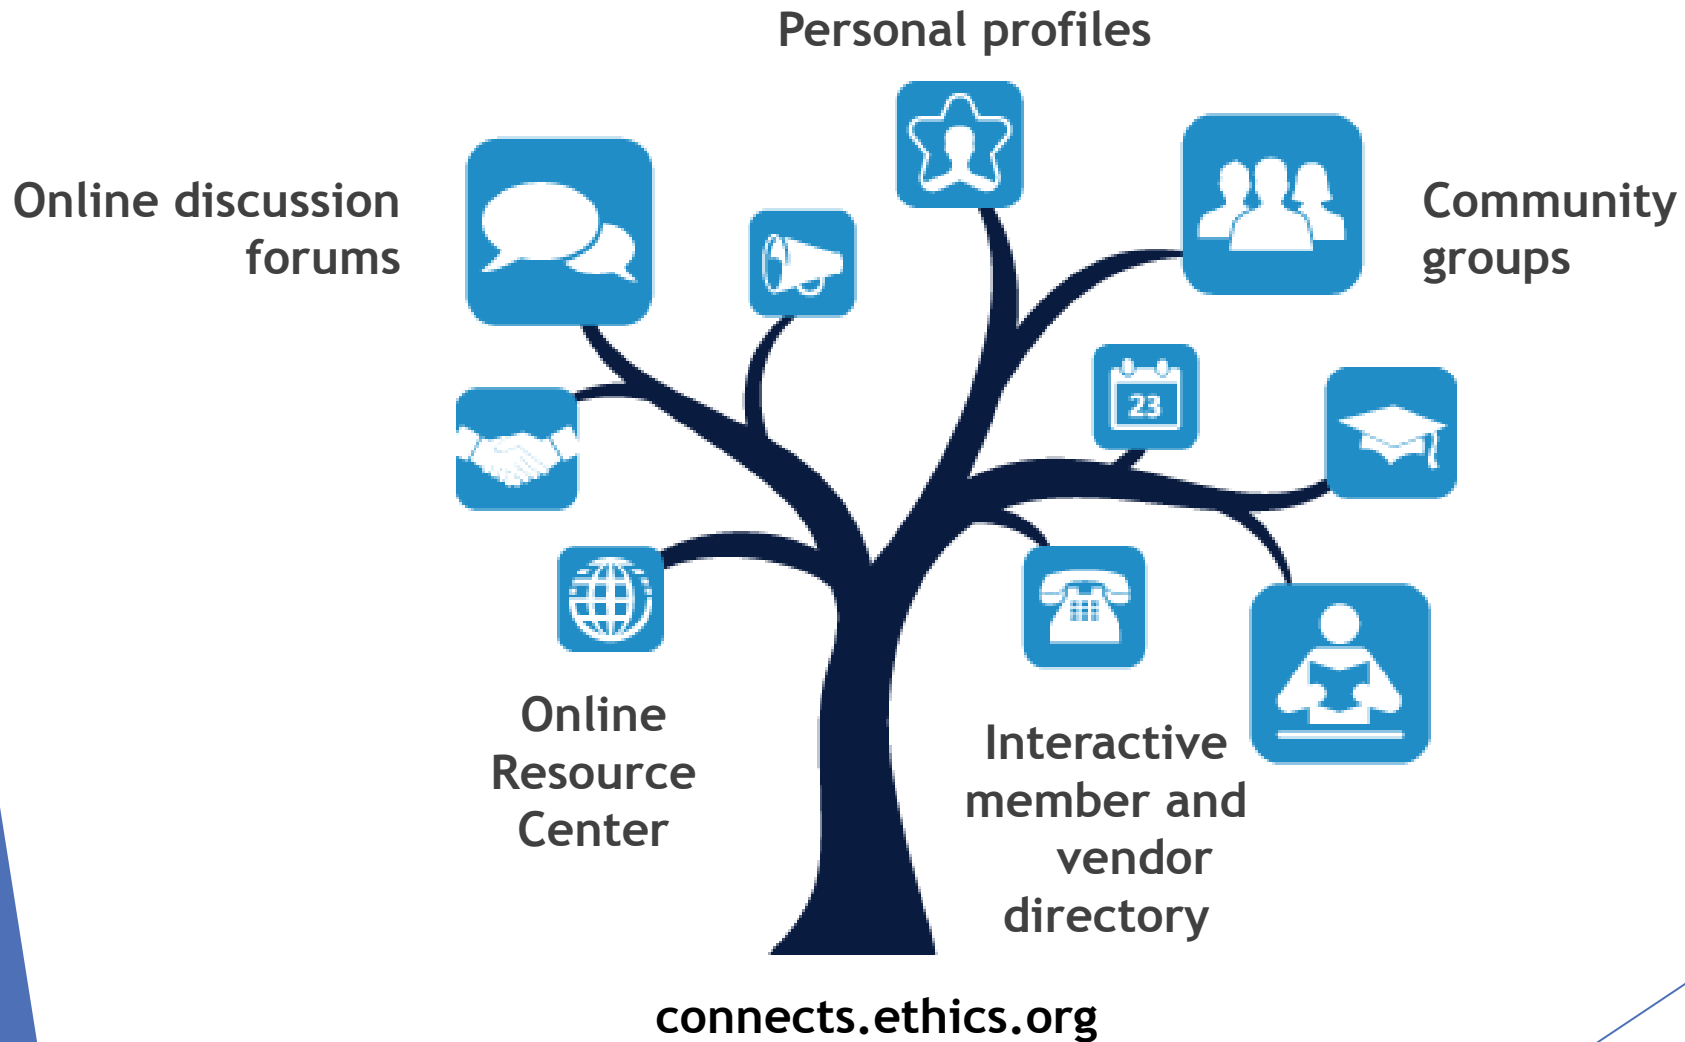 Personal profiles
Online discussion
forums
Community
groups
23
Online
Resource
Center
Interactive
member and
vendor
directory
connects.ethics.org